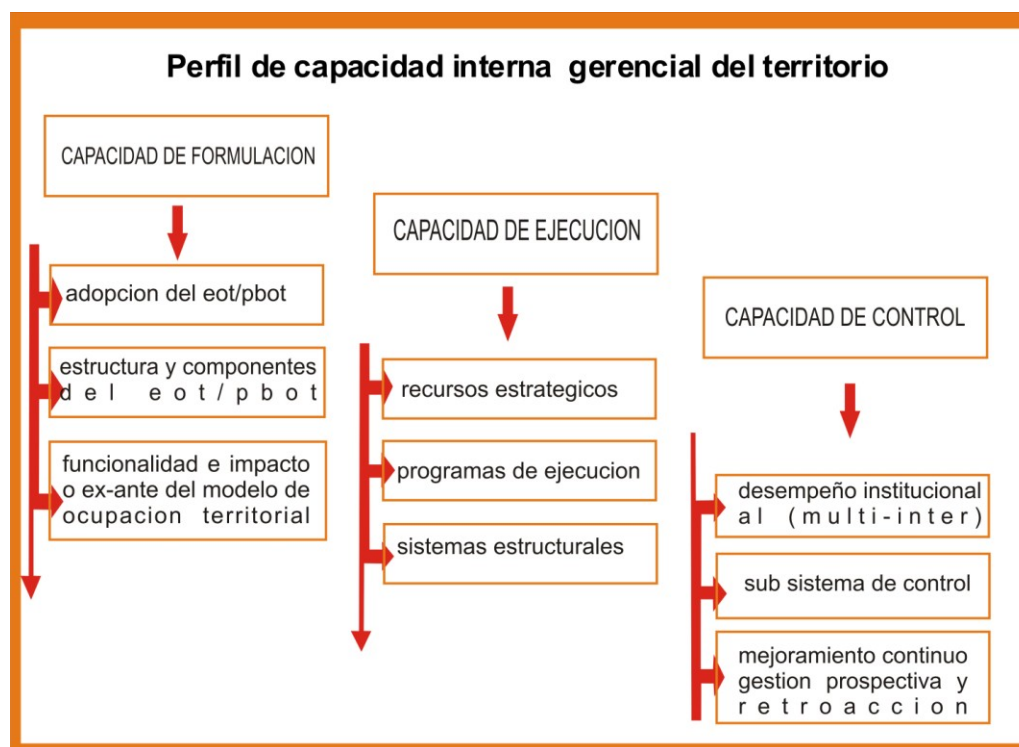 Perfil de capacidad interna gerencial del territorio
CAPACIDAD DE FORMULACION
adopcion del eot/pbot
estructura y componentes
del eot/pbot
funcionalidad e impacto
o ex-ante del modelo de
ocupacion territorial
CAPACIDAD DE EJECUCION
recursos estrategicos
programas de ejecucion
sistemas estructurales
CAPACIDAD DE CONTROL
desempeño institucional
al (multi-inter)
sub sistema de control
mejoramiento continuo
gestion prospectiva y
retroaccion